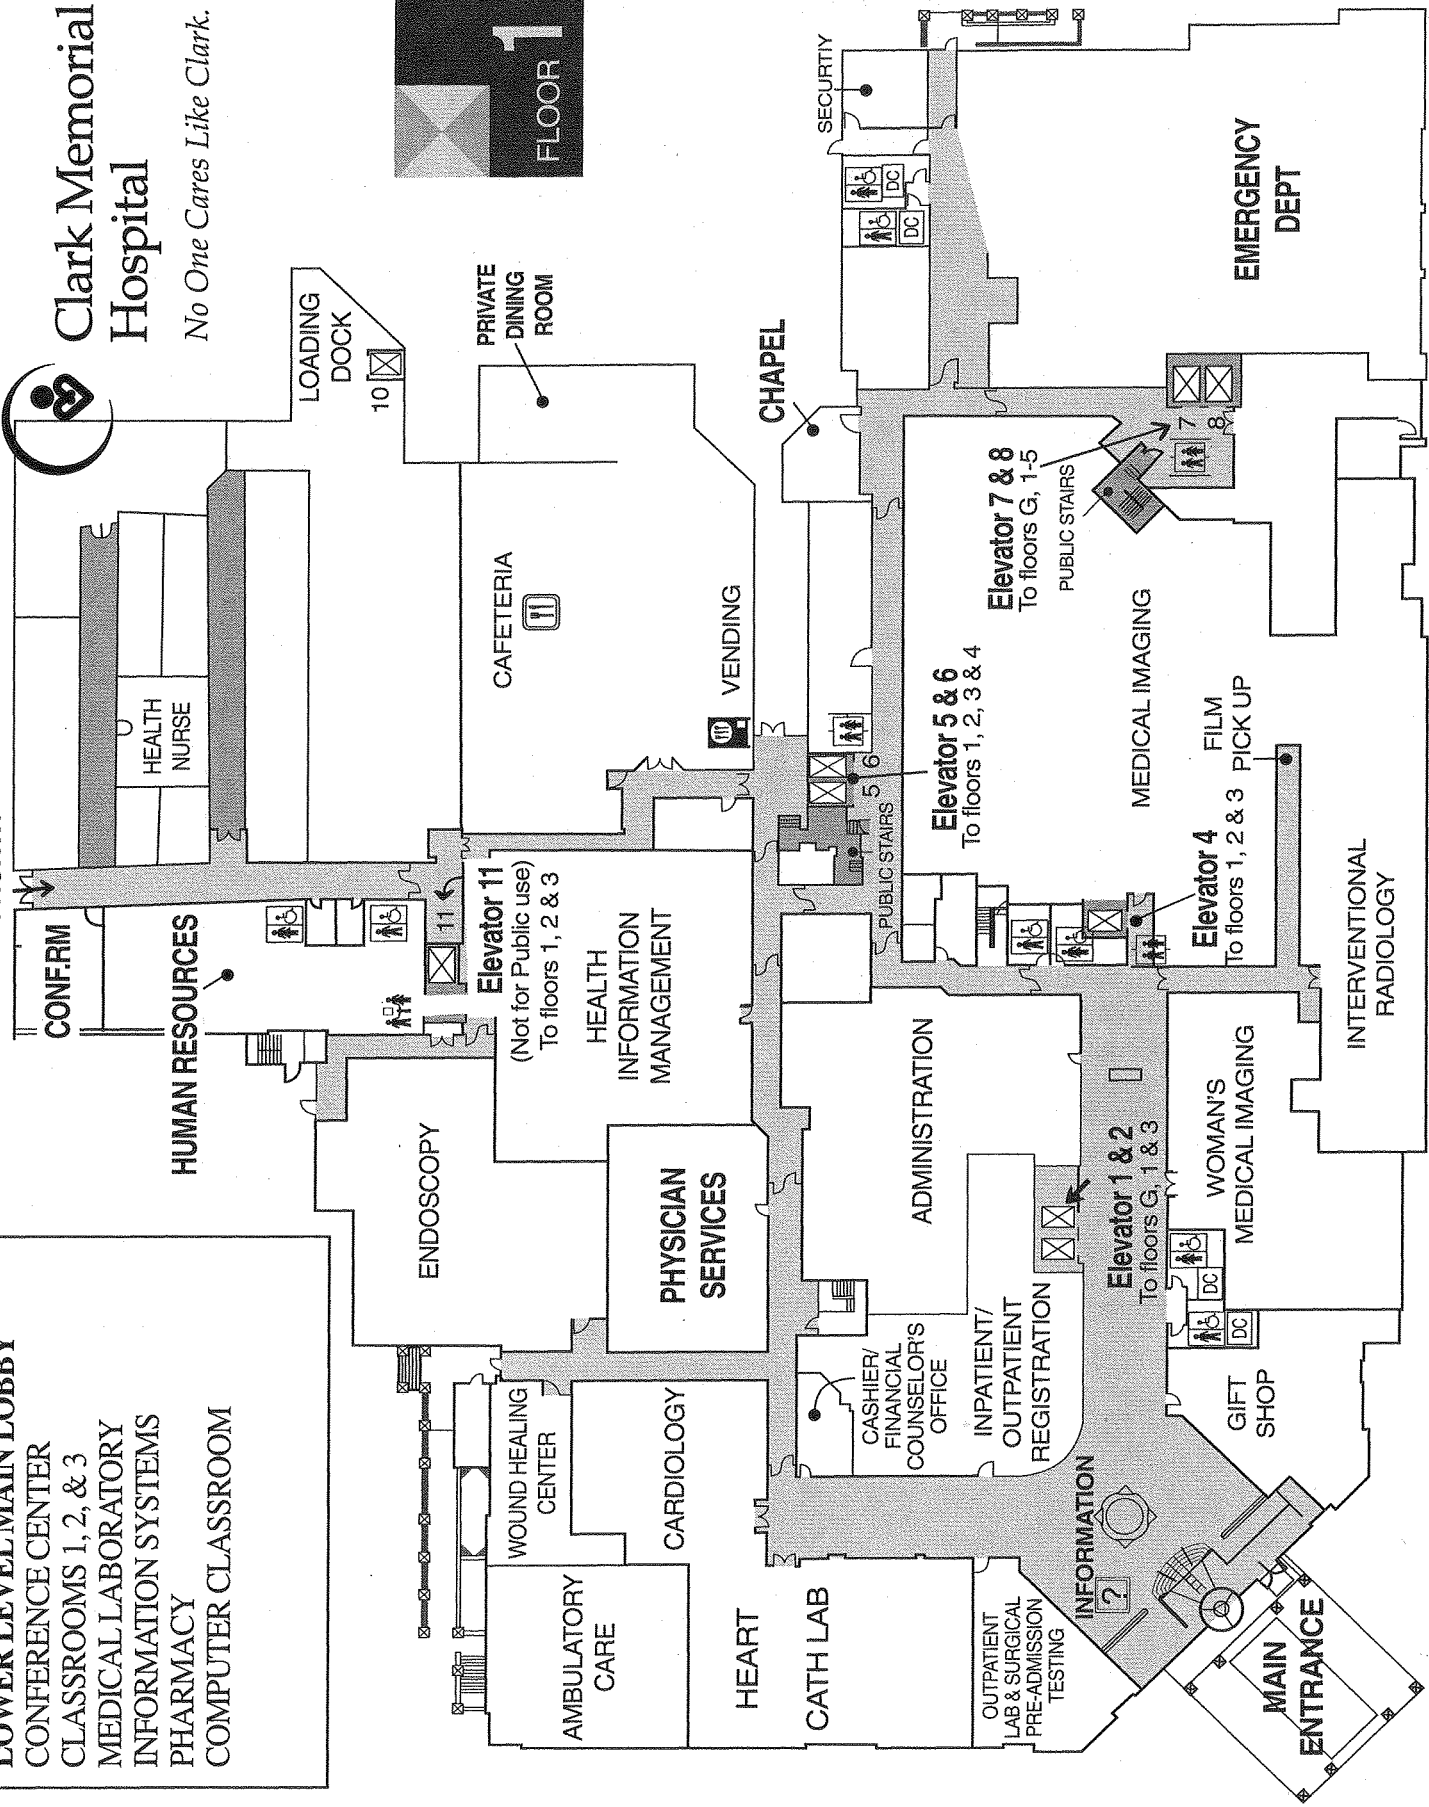 Clark Memorial
Hospital
No One Cares Like Clark.
FLOOR 1
LOWER LEVEL MAIN LOBBY
CONFERENCE CENTER
CLASSROOMS 1, 2, & 3
MEDICAL LABORATORY
INFORMATION SYSTEMS
PHARMACY
COMPUTER CLASSROOM
CONF.RM
HUMAN RESOURCES
HEALTH
NURSE
LOADING
DOCK
10
11
Elevator 11
(Not for Public use)
To floors 1, 2 & 3
ENDOSCOPY
HEALTH
INFORMATION
MANAGEMENT
CAFETERIA
PRIVATE
DINING
ROOM
VENDING
PHYSICIAN
SERVICES
WOUND HEALING
CENTER
AMBULATORY
CARE
CARDIOLOGY
HEART
CATH LAB
CHAPEL
SECURTIY
DC
DC
5
6
PUBLIC STAIRS
Elevator 5 & 6
To floors 1, 2, 3 & 4
CASHIER/
FINANCIAL
COUNSELOR'S
OFFICE
ADMINISTRATION
INPATIENT/
OUTPATIENT
REGISTRATION
Elevator 7 & 8
To floors G, 1-5
PUBLIC STAIRS
7
8
EMERGENCY
DEPT
MEDICAL IMAGING
Elevator 4
To floors 1, 2 & 3
FILM
PICK UP
OUTPATIENT
LAB & SURGICAL
PRE-ADMISSION
TESTING
INFORMATION
?
Elevator 1 & 2
To floors G, 1 & 3
DC
DC
WOMAN'S
MEDICAL IMAGING
GIFT
SHOP
INTERVENTIONAL
RADIOLOGY
MAIN
ENTRANCE